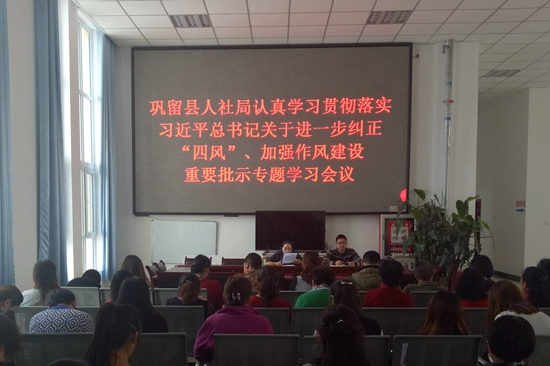 巩留县人社局认真学习贯彻落实
习近平总书记关于进一步纠正
“四风”、加强作风建设
重要批示专题学习会议